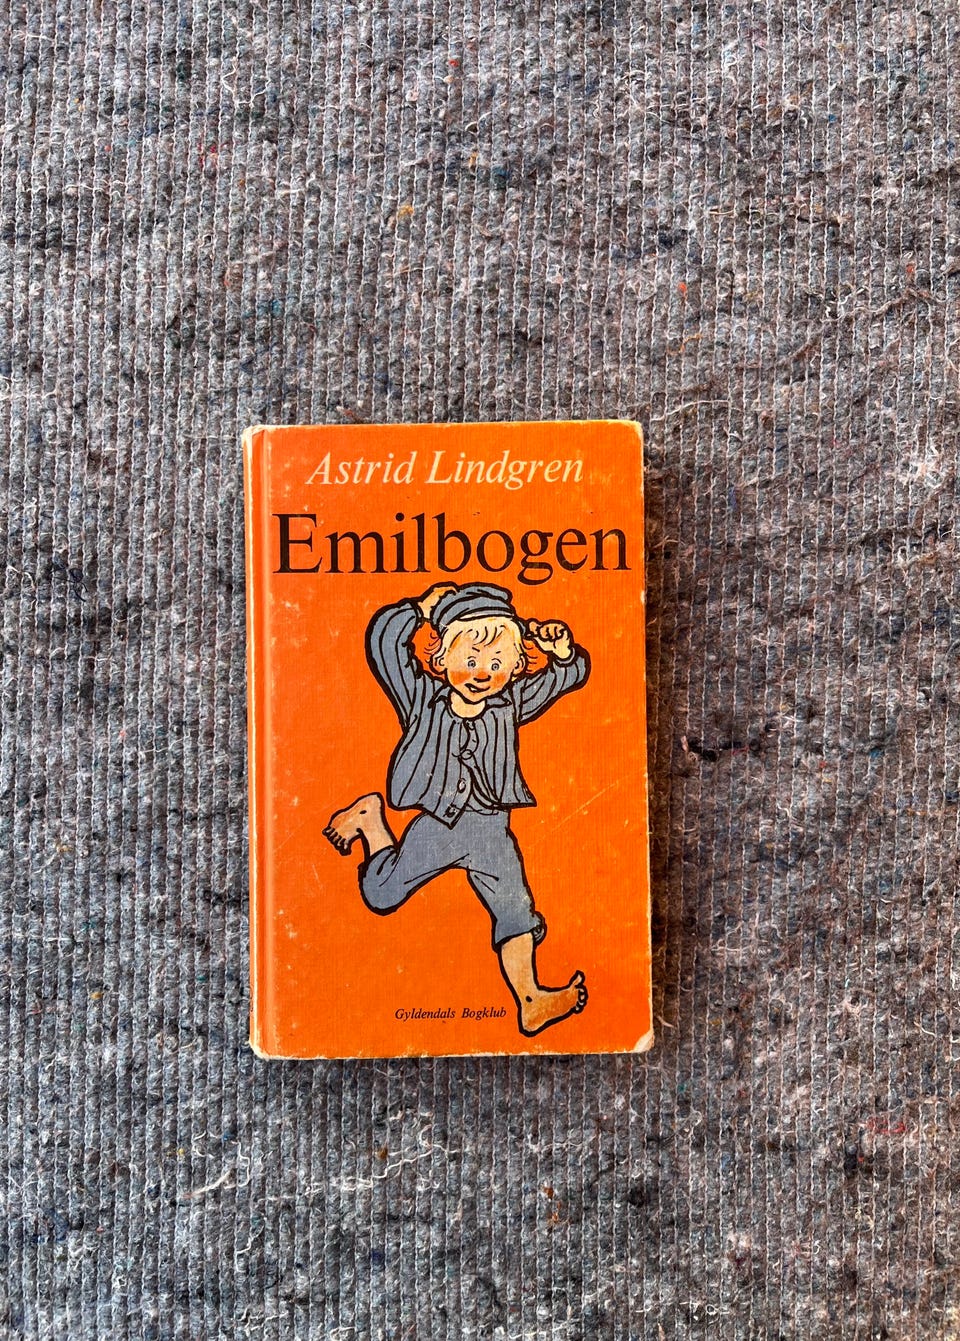 Astrid Lindgren
Emilbogen
Gyldendals Bogklub